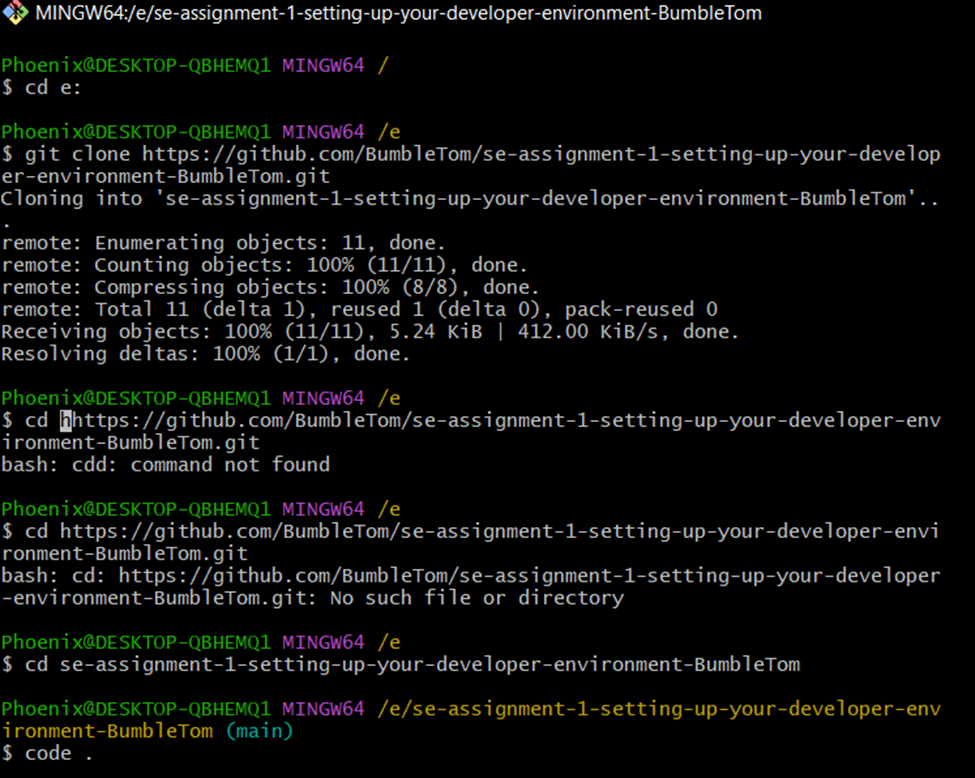 MINGW64:/e/se-assignment-1-setting-up-your-developer-environment-BumbleTom
Phoenix@DESKTOP-QBHEMQ1 MINGW64 /
$ cd e:
Phoenix@DESKTOP-QBHEMQ1 MINGW64 /e
$ git clone https://github.com/BumbleTom/se-assignment-1-setting-up-your-develop
er-environment-BumbleTom.git
Cloning into 'se-assignment-1-setting-up-your-developer-environment-BumbleTom'..
.
remote: Enumerating objects: 11, done.
remote: Counting objects: 100% (11/11), done.
remote: Compressing objects: 100% (8/8), done.
remote: Total 11 (delta 1), reused 1 (delta 0), pack-reused 0
Receiving objects: 100% (11/11), 5.24 KiB | 412.00 KiB/s, done.
Resolving deltas: 100% (1/1), done.
Phoenix@DESKTOP-QBHEMQ1 MINGW64 /e
$ cd hhttps://github.com/BumbleTom/se-assignment-1-setting-up-your-developer-env
ironment-BumbleTom.git
bash: cdd: command not found
Phoenix@DESKTOP-QBHEMQ1 MINGW64 /e
$ cd https://github.com/BumbleTom/se-assignment-1-setting-up-your-developer-envi
ronment-BumbleTom.git
bash: cd: https://github.com/BumbleTom/se-assignment-1-setting-up-your-developer
-environment-BumbleTom.git: No such file or directory
Phoenix@DESKTOP-QBHEMQ1 MINGW64 /e
$ cd se-assignment-1-setting-up-your-developer-environment-BumbleTom
Phoenix@DESKTOP-QBHEMQ1 MINGW64 /e/se-assignment-1-setting-up-your-developer-env
ironment-BumbleTom (main)
$ code .